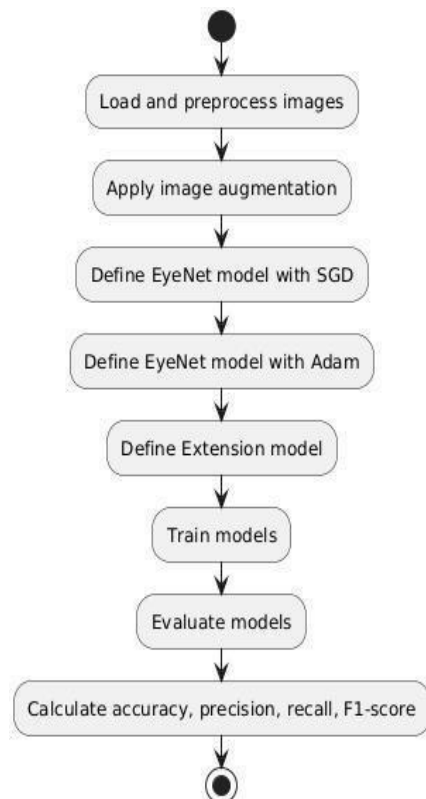 Load and preprocess images
Apply image augmentation
Define EyeNet model with SGD
Define EyeNet model with Adam
Define Extension model
Train models
Evaluate models
Calculate accuracy, precision, recall, F1-score